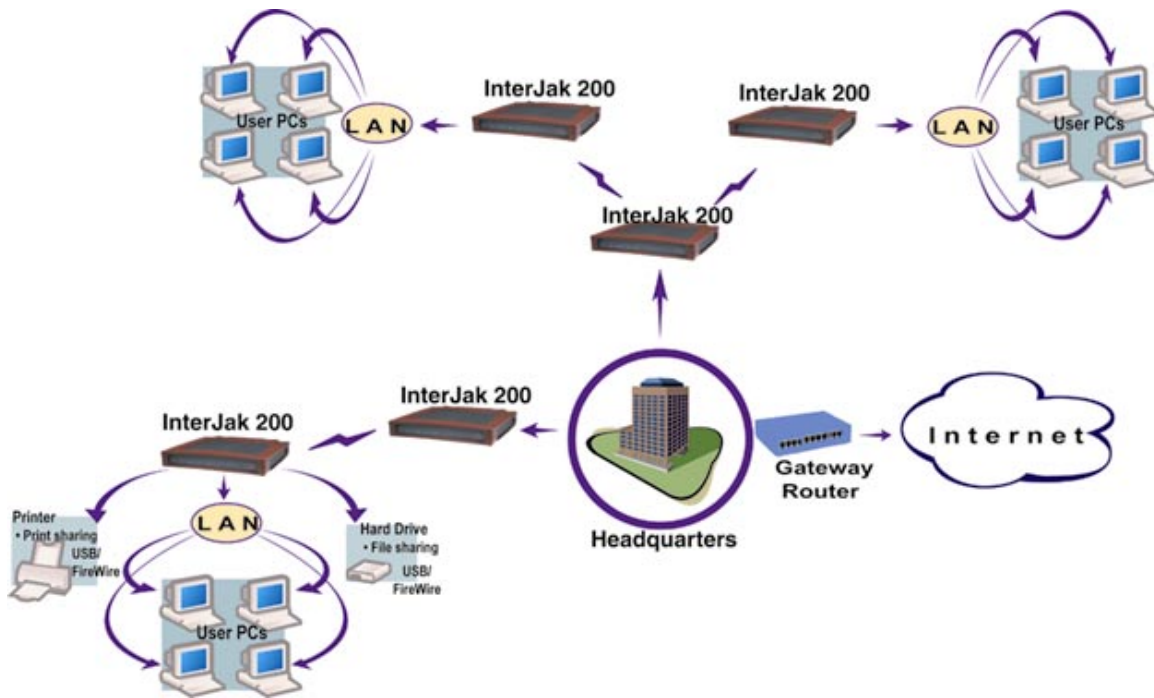 InterJak 200
InterJak 200
User PCs
LAN
LAN
User PCs
InterJak 200
InterJak 200
InterJak 200
Internet
Gateway
Router
Headquarters
Printer
• Print sharing
USB/
FireWire
LAN
Hard Drive
• File sharing
USB/
FireWire
User PCs